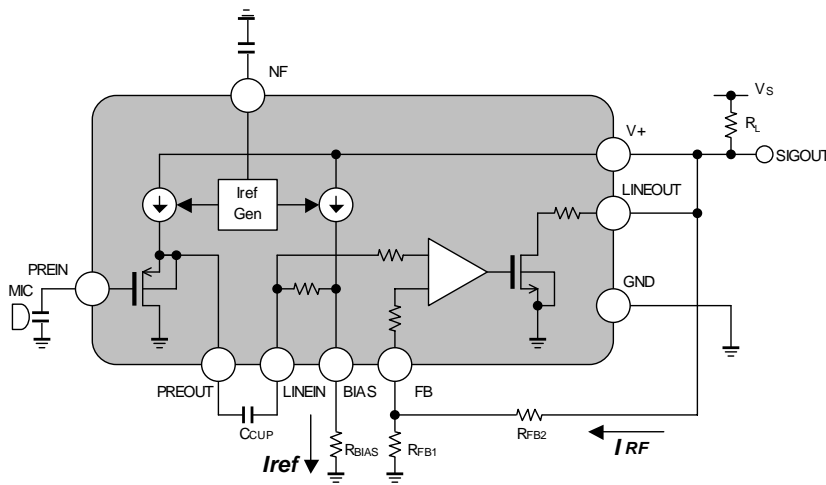 NF
VS
RL
V+
SIGOUT
Iref
Gen
LINEOUT
PREIN
MIC
GND
PREOUT
LINEIN
BIAS
FB
CCUP
RBIAS
RFB1
RFB2
Iref
IRF